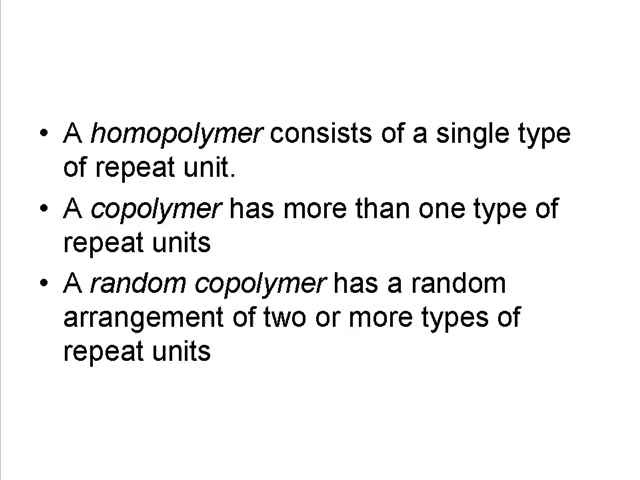 • A homopolymer consists of a single type
of repeat unit.
• A copolymer has more than one type of
repeat units
• A random copolymer has a random
arrangement of two or more types of
repeat units